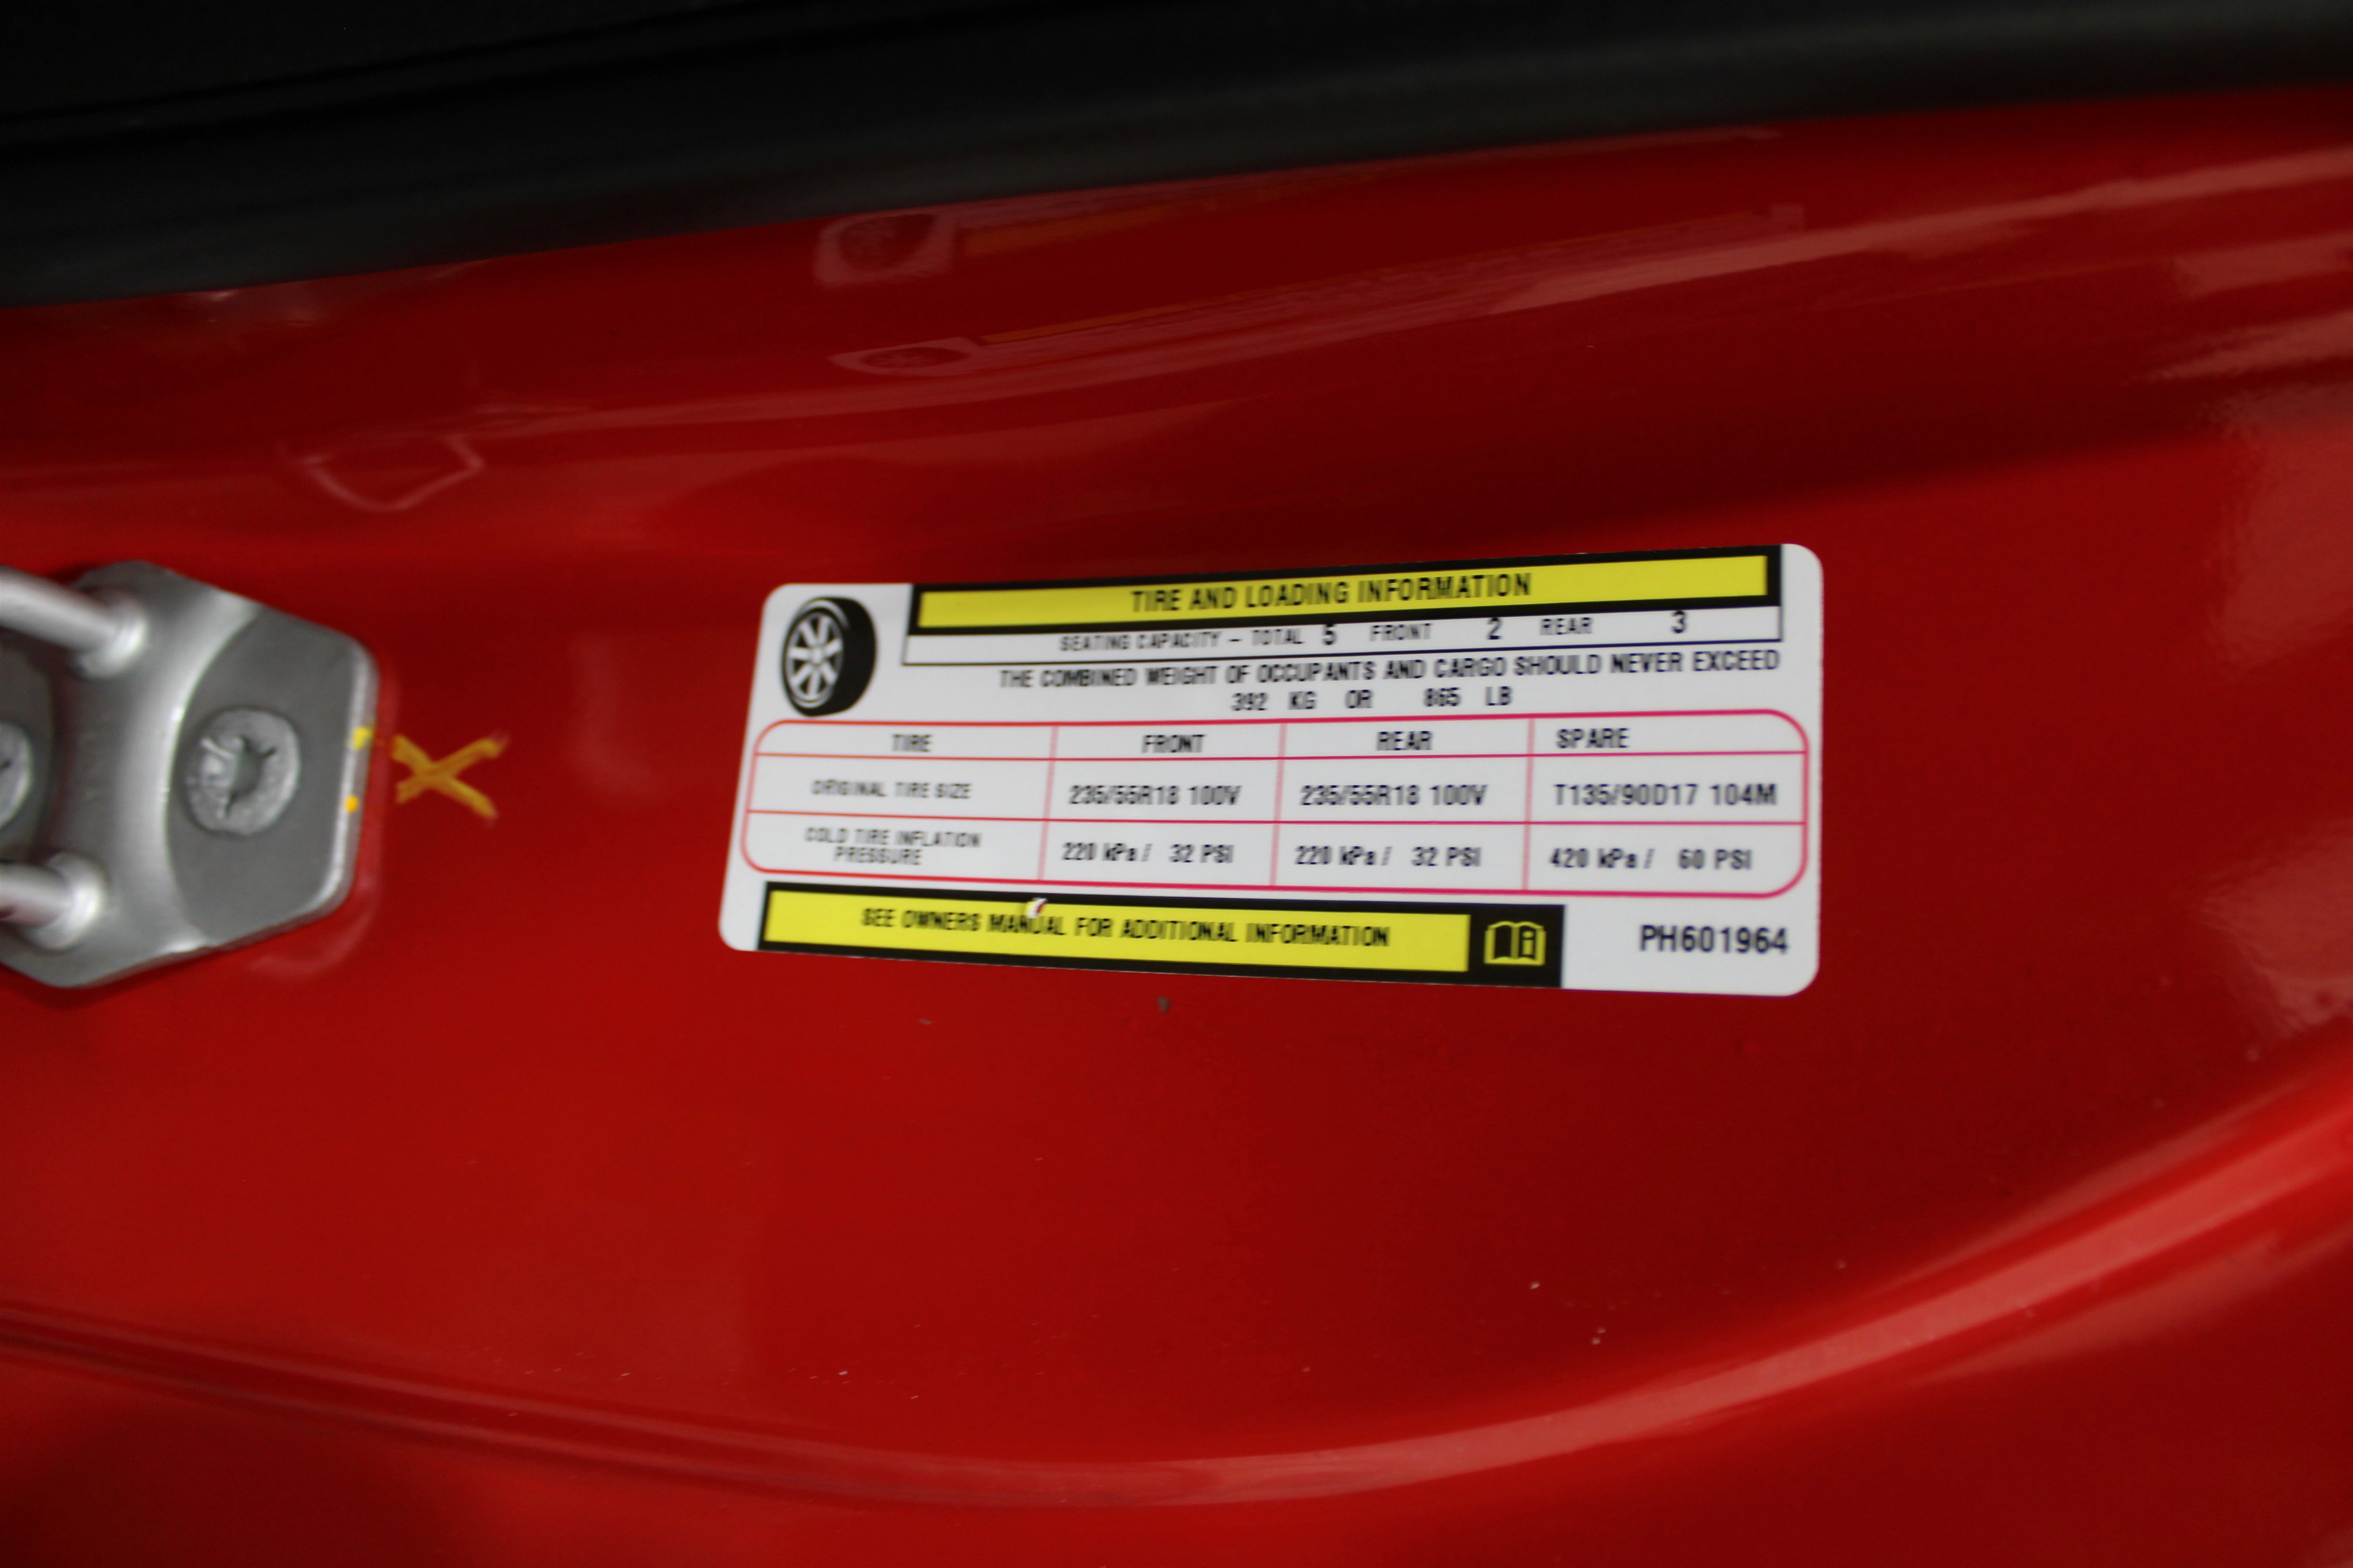 TIRE AND LOADING INFORMATION
SEATING CAPACITY – TOTAL 5 FRONT 2 REAR 3
THE COMBINED WEIGHT OF OCCUPANTS AND CARGO SHOULD NEVER EXCEED
392 KG OR 865 LB
TIRE FRONT REAR SPARE
ORIGINAL TIRE SIZE 235/55R18 100V 235/55R18 100V T135/90D17 104M
COLD TIRE INFLATION
PRESSURE 220 kPa / 32 PSI 220 kPa / 32 PSI 420 kPa / 60 PSI
SEE OWNERS MANUAL FOR ADDITIONAL INFORMATION
PH601964
X